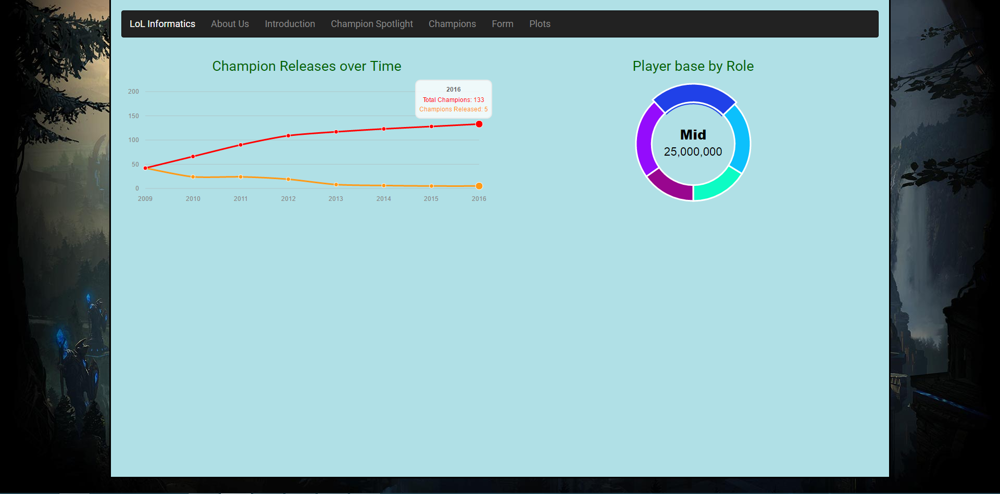 LoL Informatics About Us Introduction Champion Spotlight Champions Form Plots
Champion Releases over Time
200
150
100
50
0
2009 2010 2011 2012 2013 2014 2015 2016
2016
Total Champions: 133
Champions Released: 5
Player base by Role
Mid
25,000,000